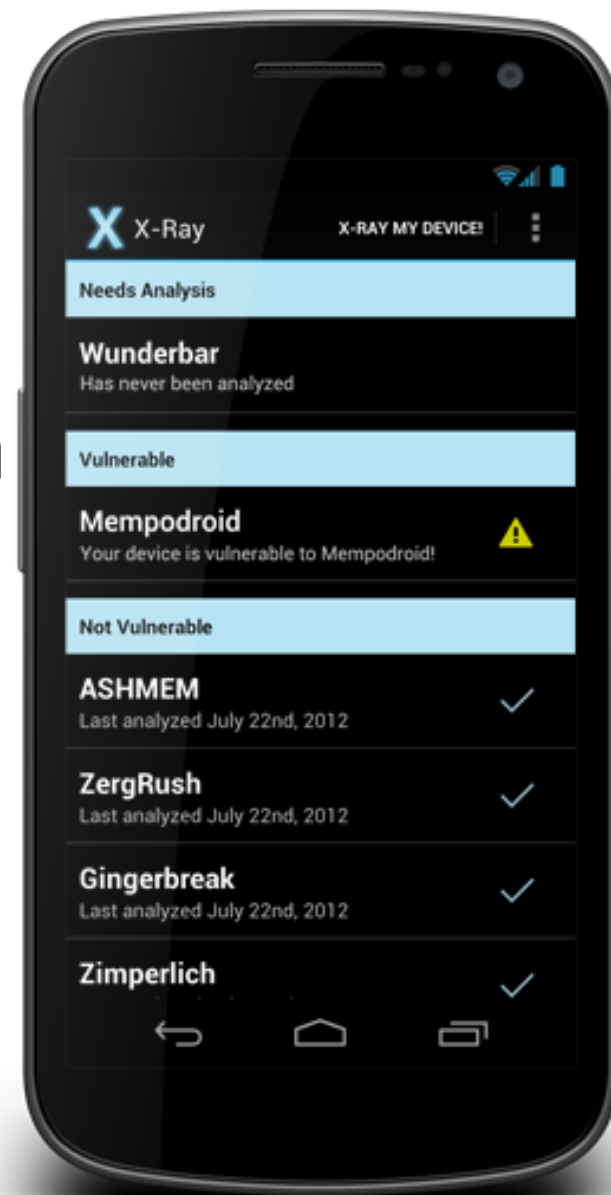 X X-Ray X-RAY MY DEVICE!
Needs Analysis
Wunderbar
Has never been analyzed
Vulnerable
Mempodroid
Your device is vulnerable to Mempodroid!
Not Vulnerable
ASHMEM
Last analyzed July 22nd, 2012
ZergRush
Last analyzed July 22nd, 2012
Gingerbreak
Last analyzed July 22nd, 2012
Zimperlich